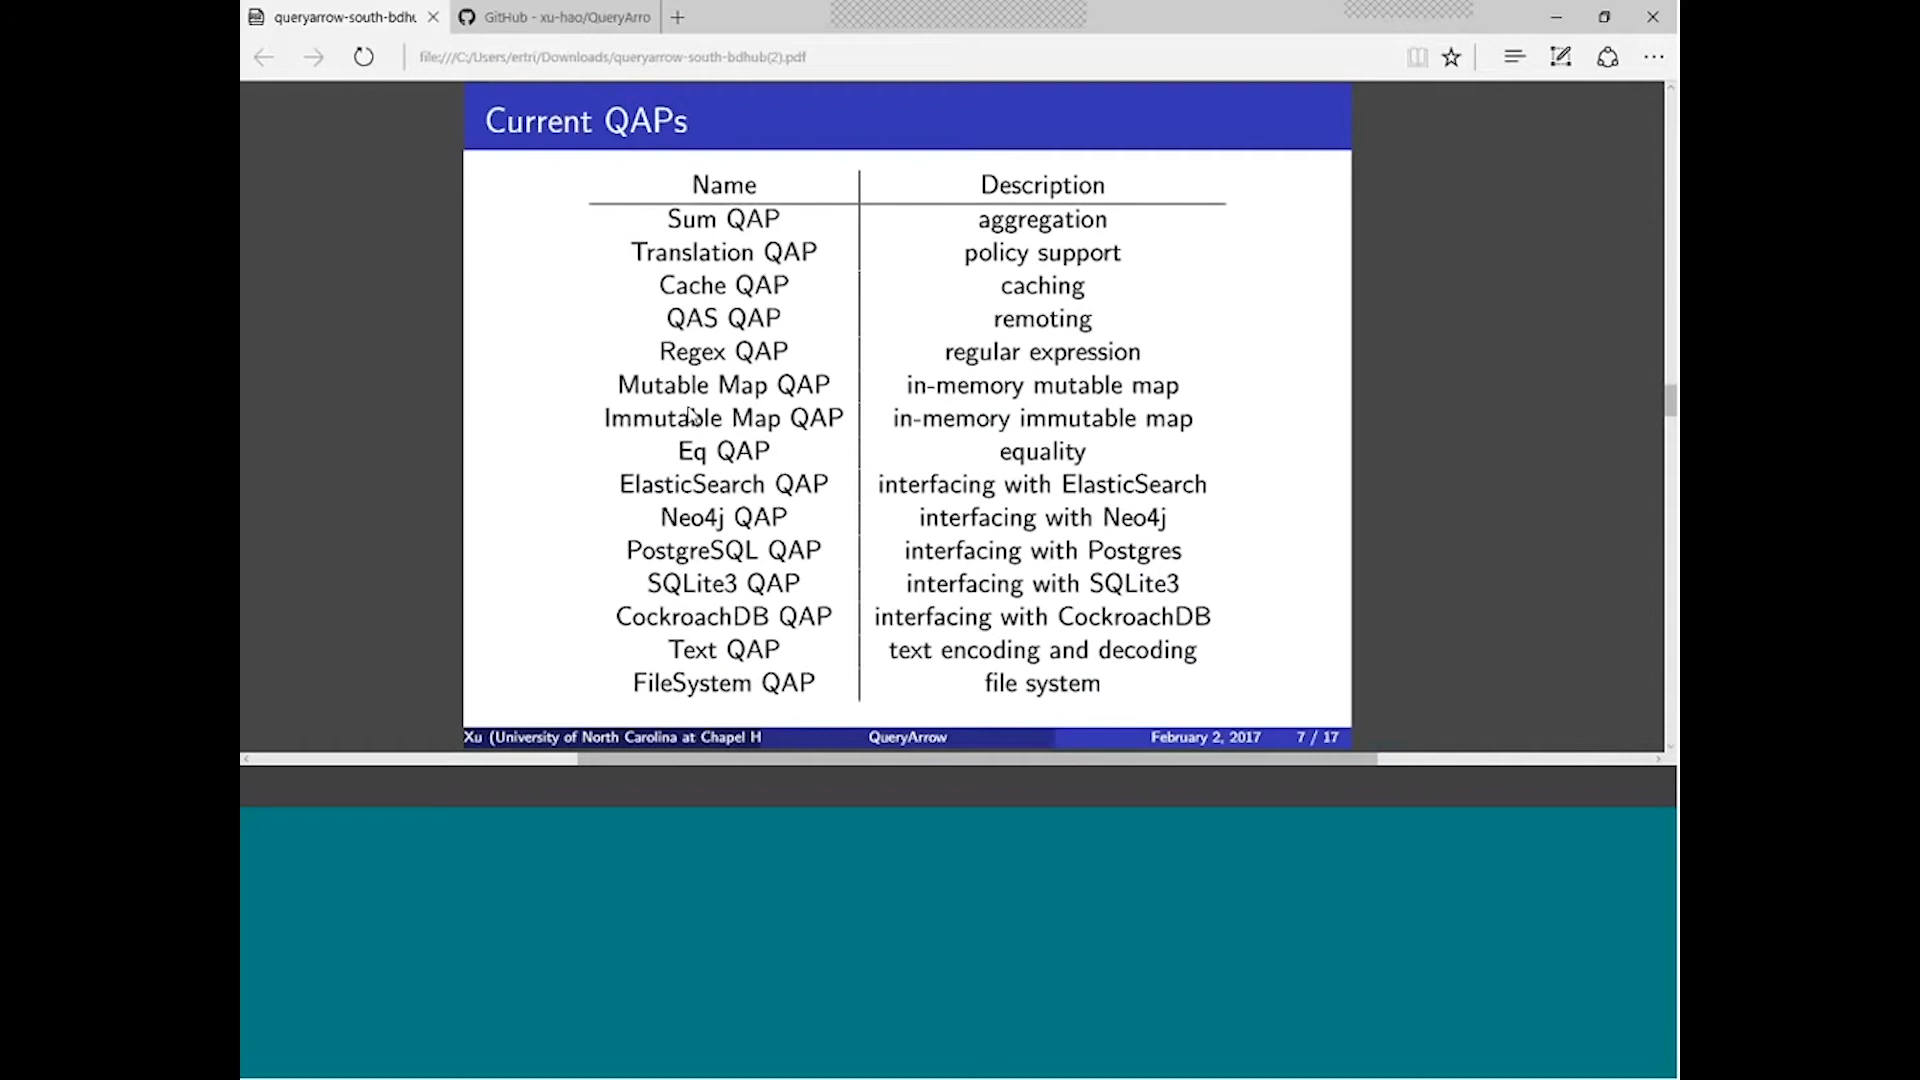 queryarrow-south-bdhu
GitHub - xu-hao/QueryArro
file:///C:/Users/ertri/Downloads/queryarrow-south-bdhub(2).pdf
Current QAPs
Name Description
Sum QAP aggregation
Translation QAP policy support
Cache QAP caching
QAS QAP remoting
Regex QAP regular expression
Mutable Map QAP in-memory mutable map
Immutable Map QAP in-memory immutable map
Eq QAP equality
ElasticSearch QAP interfacing with ElasticSearch
Neo4j QAP interfacing with Neo4j
PostgreSQL QAP interfacing with Postgres
SQLite3 QAP interfacing with SQLite3
CockroachDB QAP interfacing with CockroachDB
Text QAP text encoding and decoding
FileSystem QAP file system
Xu (University of North Carolina at Chapel H QueryArrow February 2, 2017 7 / 17